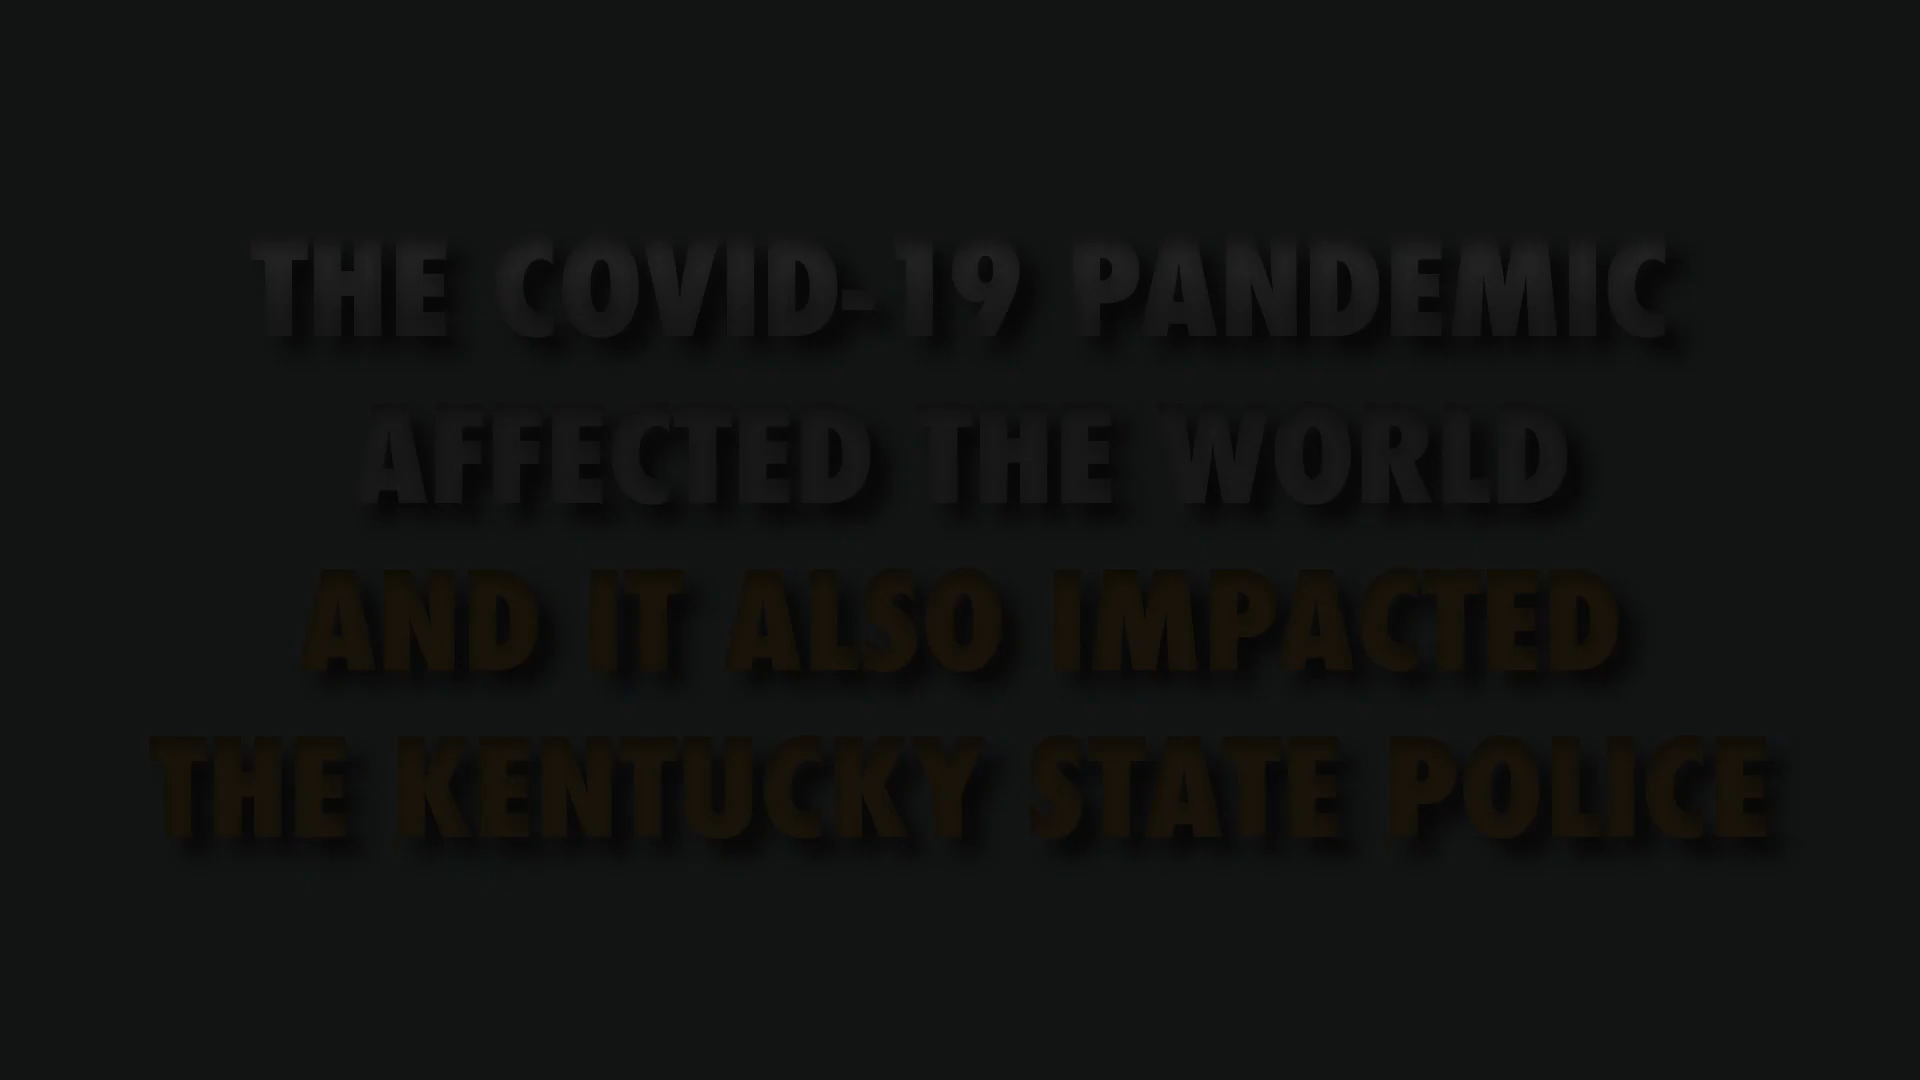 THE COVID-19 PANDEMIC
AFFECTED THE WORLD
AND IT ALSO IMPACTED
THE KENTUCKY STATE POLICE